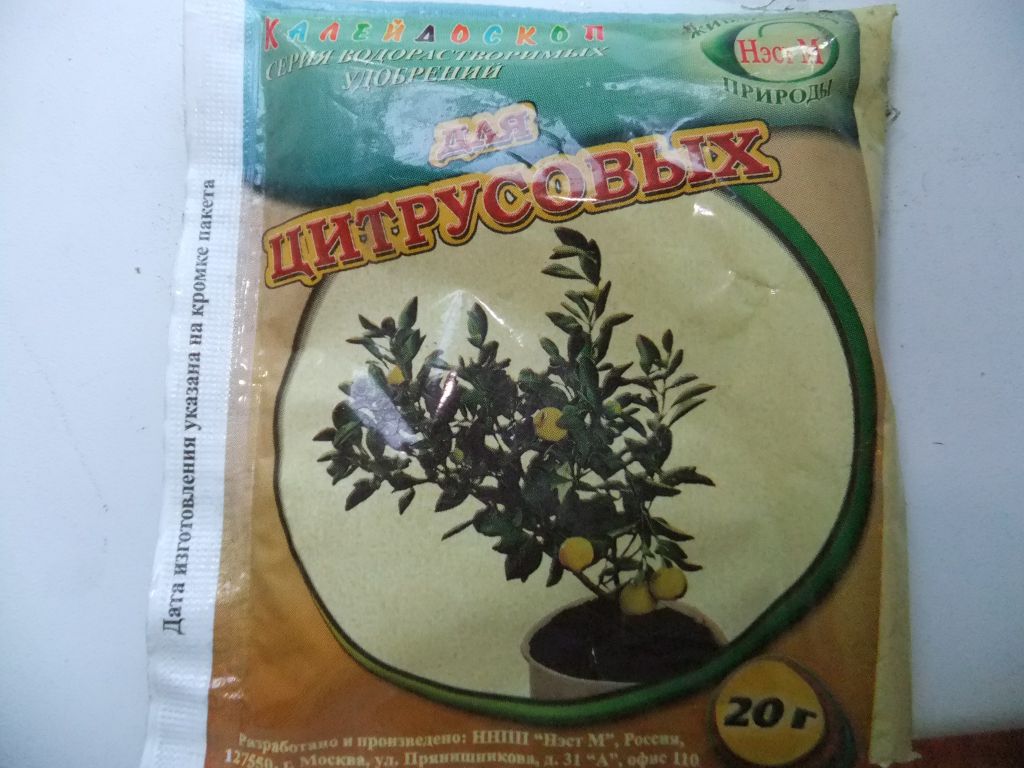 КАЛЕЙДОСКОП
СЕРИЯ ВОДОРАСТВОРИМЫХ
УДОБРЕНИЙ
Нэст М
ПРИРОДЫ
ДЛЯ
ЦИТРУСОВЫХ
Дата изготовления указана на кромке пакета
20 г
Разработано и произведено: ННПП "Нэст М", Россия,
127550, г. Москва, ул. Прянишникова, д. 31 "А", офис 110